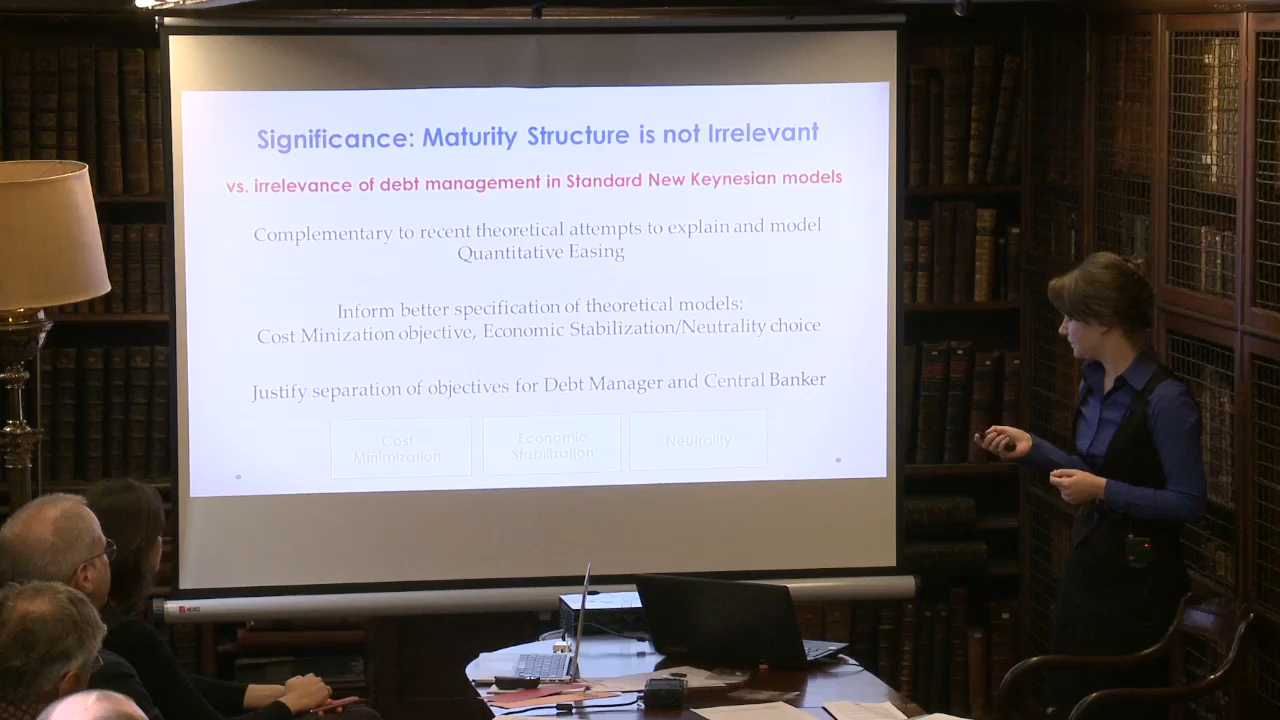 Significance: Maturity Structure is not Irrelevant
vs. irrelevance of debt management in Standard New Keynesian models
Complementary to recent theoretical attempts to explain and model
Quantitative Easing
Inform better specification of theoretical models:
Cost Minization objective, Economic Stabilization/Neutrality choice
Justify separation of objectives for Debt Manager and Central Banker
Cost
Minimization
Economic
Stabilization
Neutrality